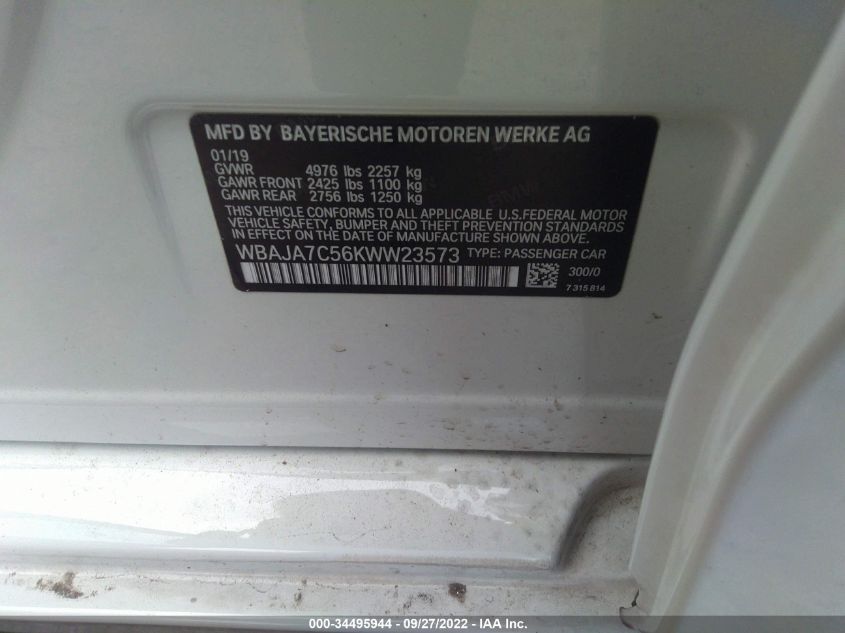 MFD BY BAYERISCHE MOTOREN WERKE AG
01/19
GVWR 4976 lbs 2257 kg
GAWR FRONT 2425 lbs 1100 kg
GAWR REAR 2756 lbs 1250 kg
THIS VEHICLE CONFORMS TO ALL APPLICABLE U.S.FEDERAL MOTOR
VEHICLE SAFETY, BUMPER AND THEFT PREVENTION STANDARDS
IN EFFECT ON THE DATE OF MANUFACTURE SHOWN ABOVE.
WBAJA7C56KWW23573 TYPE: PASSENGER CAR
300/0
7 315 814
000-34495944 - 09/27/2022 - IAA Inc.